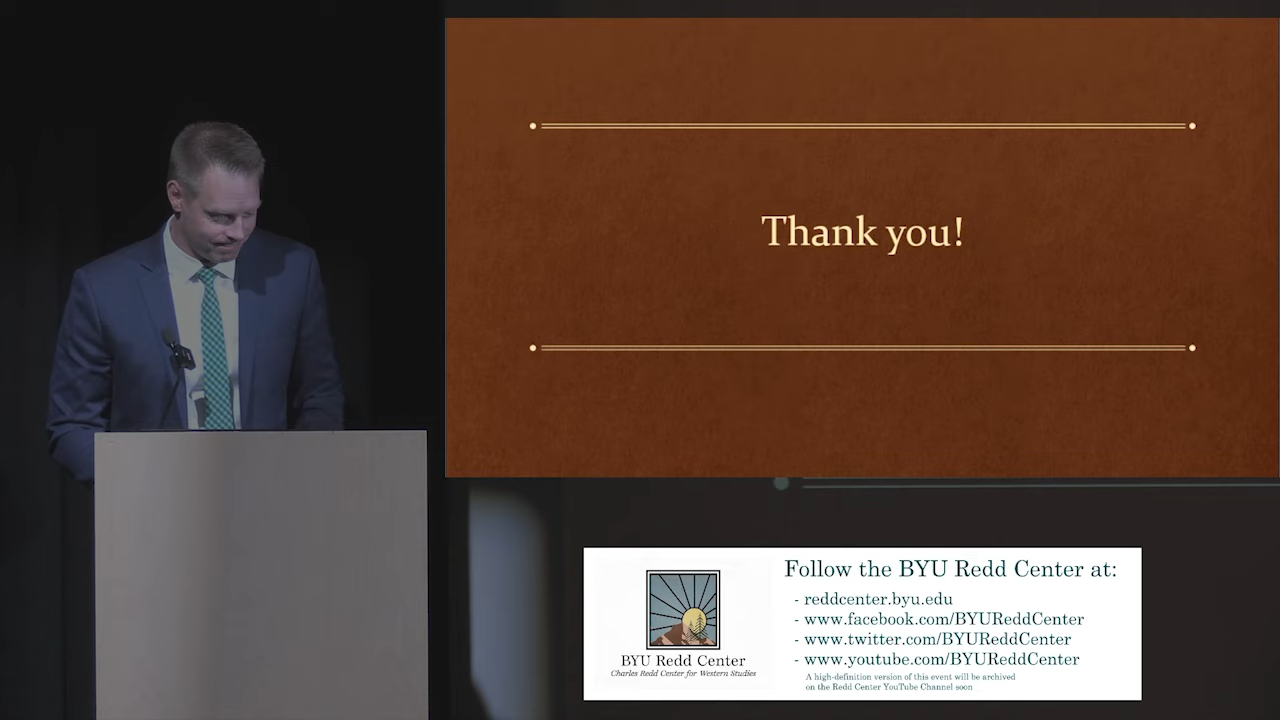 Thank you!
BYU Redd Center
Charles Redd Center for Western Studies
Follow the BYU Redd Center at:
- reddcenter.byu.edu
- www.facebook.com/BYUReddCenter
- www.twitter.com/BYUReddCenter
- www.youtube.com/BYUReddCenter
A high-definition version of this event will be archived
on the Redd Center YouTube Channel soon